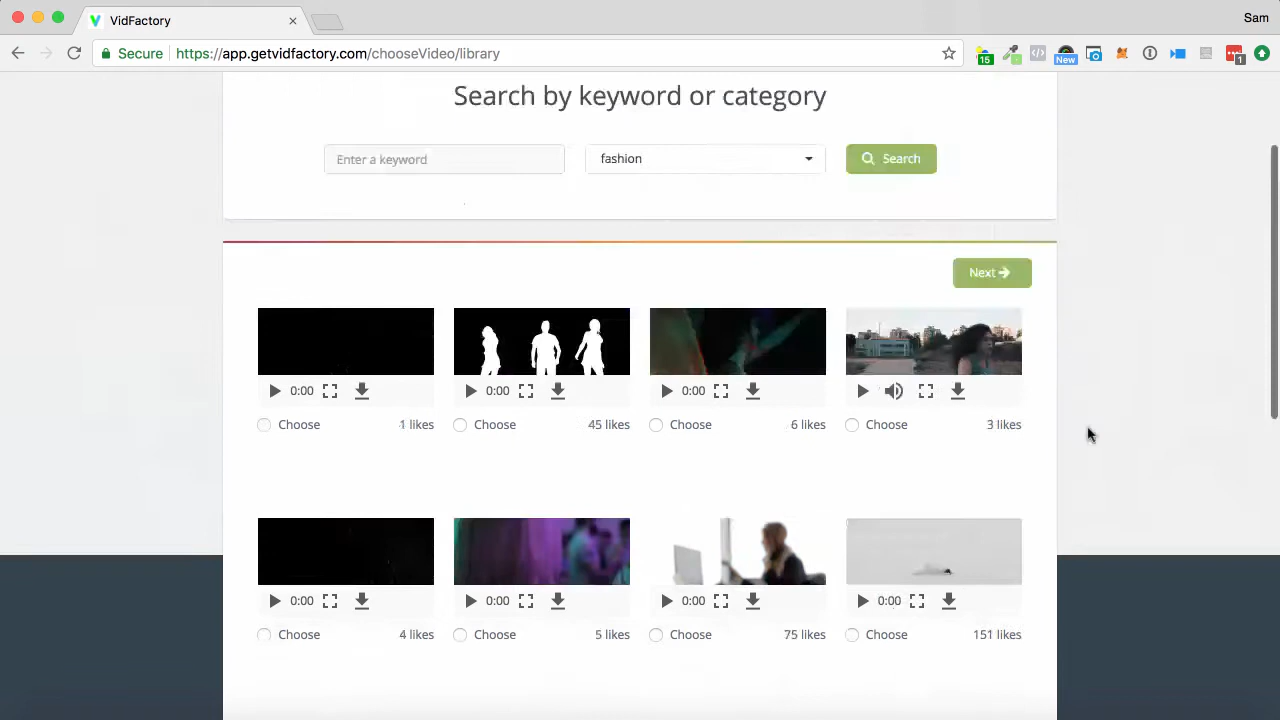 VidFactory
Sam
Secure https://app.getvidfactory.com/chooseVideo/library
15
New
1
Search by keyword or category
Enter a keyword
fashion
Search
Next
0:00
0:00
0:00
Choose 1 likes
Choose 45 likes
Choose 6 likes
Choose 3 likes
0:00
0:00
0:00
0:00
Choose 4 likes
Choose 5 likes
Choose 75 likes
Choose 151 likes